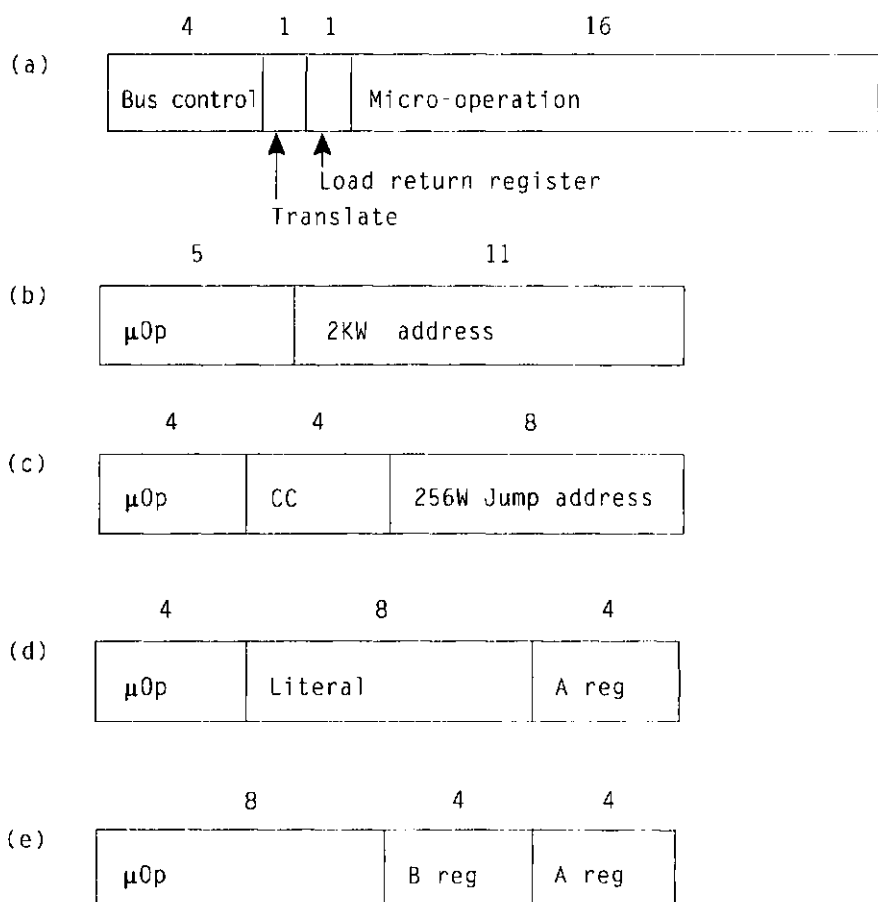 4 1 1 16
(a) Bus control Micro-operation
Load return register
Translate
5 11
(b) μOp 2KW address
4 4 8
(c) μOp CC 256W Jump address
4 8 4
(d) μOp Literal A reg
8 4 4
(e) μOp B reg A reg